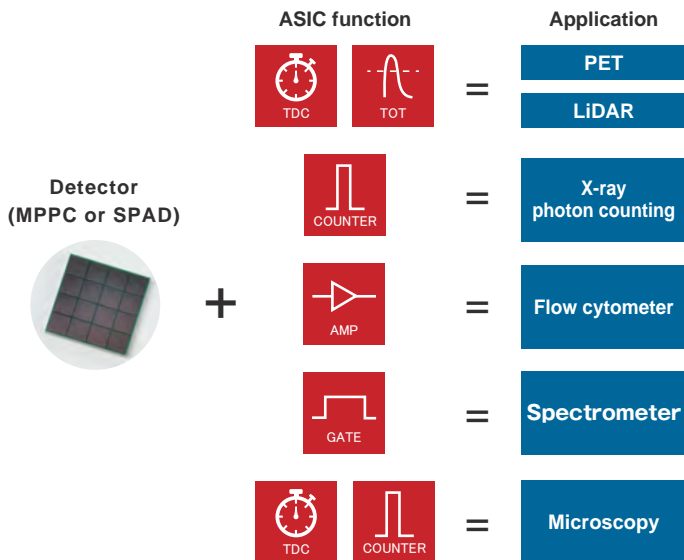 ASIC function
Application
TDC
TOT
=
PET
LiDAR
Detector
(MPPC or SPAD)
+
COUNTER
=
X-ray
photon counting
AMP
=
Flow cytometer
GATE
=
Spectrometer
TDC
COUNTER
=
Microscopy